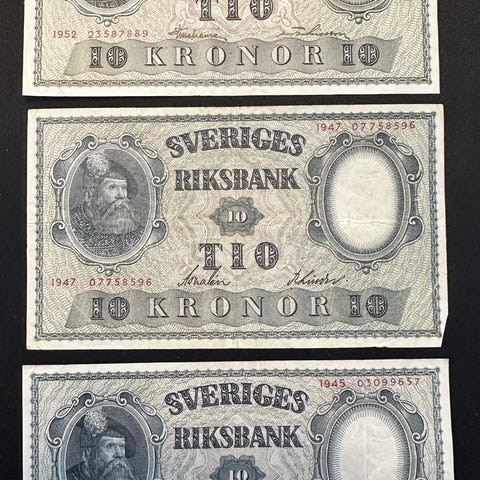 TIO
1952 23587889
10 KRONOR 10
SVERIGES 1947 07758596
RIKSBANK
10
TIO
1947 07758596
10 KRONOR 10
SVERIGES 1945 03099657
RIKSBANK
10